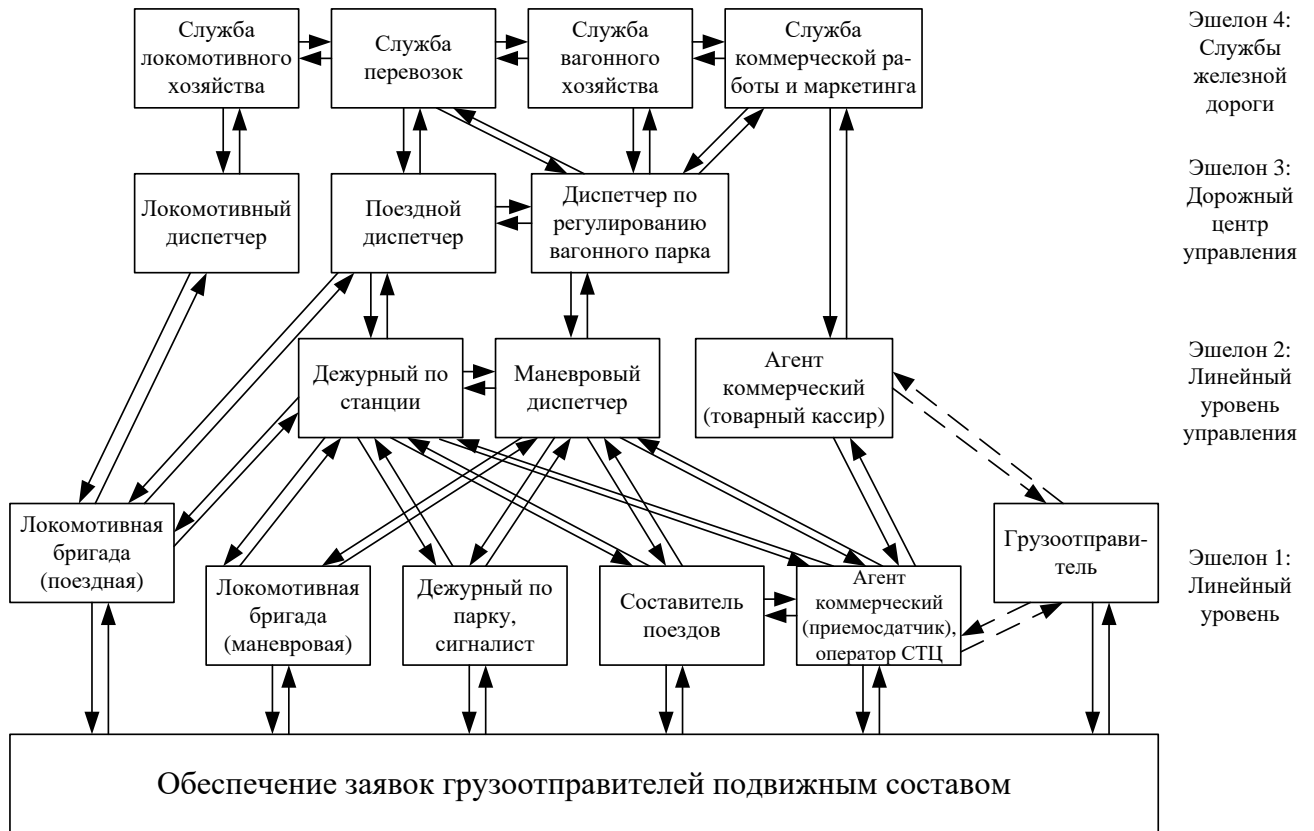 Служба
локомотивного
хозяйства
Служба
перевозок
Служба
вагонного
хозяйства
Служба
коммерческой ра-
боты и маркетинга
Эшелон 4:
Службы
железной
дороги
Локомотивный
диспетчер
Поездной
диспетчер
Диспетчер по
регулированию
вагонного парка
Эшелон 3:
Дорожный
центр
управления
Дежурный по
станции
Маневровый
диспетчер
Агент
коммерческий
(товарный кассир)
Эшелон 2:
Линейный
уровень
управления
Локомотивная
бригада
(поездная)
Локомотивная
бригада
(маневровая)
Дежурный по
парку,
сигналист
Составитель
поездов
Агент
коммерческий
(приемосдатчик),
оператор СТЦ
Грузоотправи-
тель
Эшелон 1:
Линейный
уровень
Обеспечение заявок грузоотправителей подвижным составом